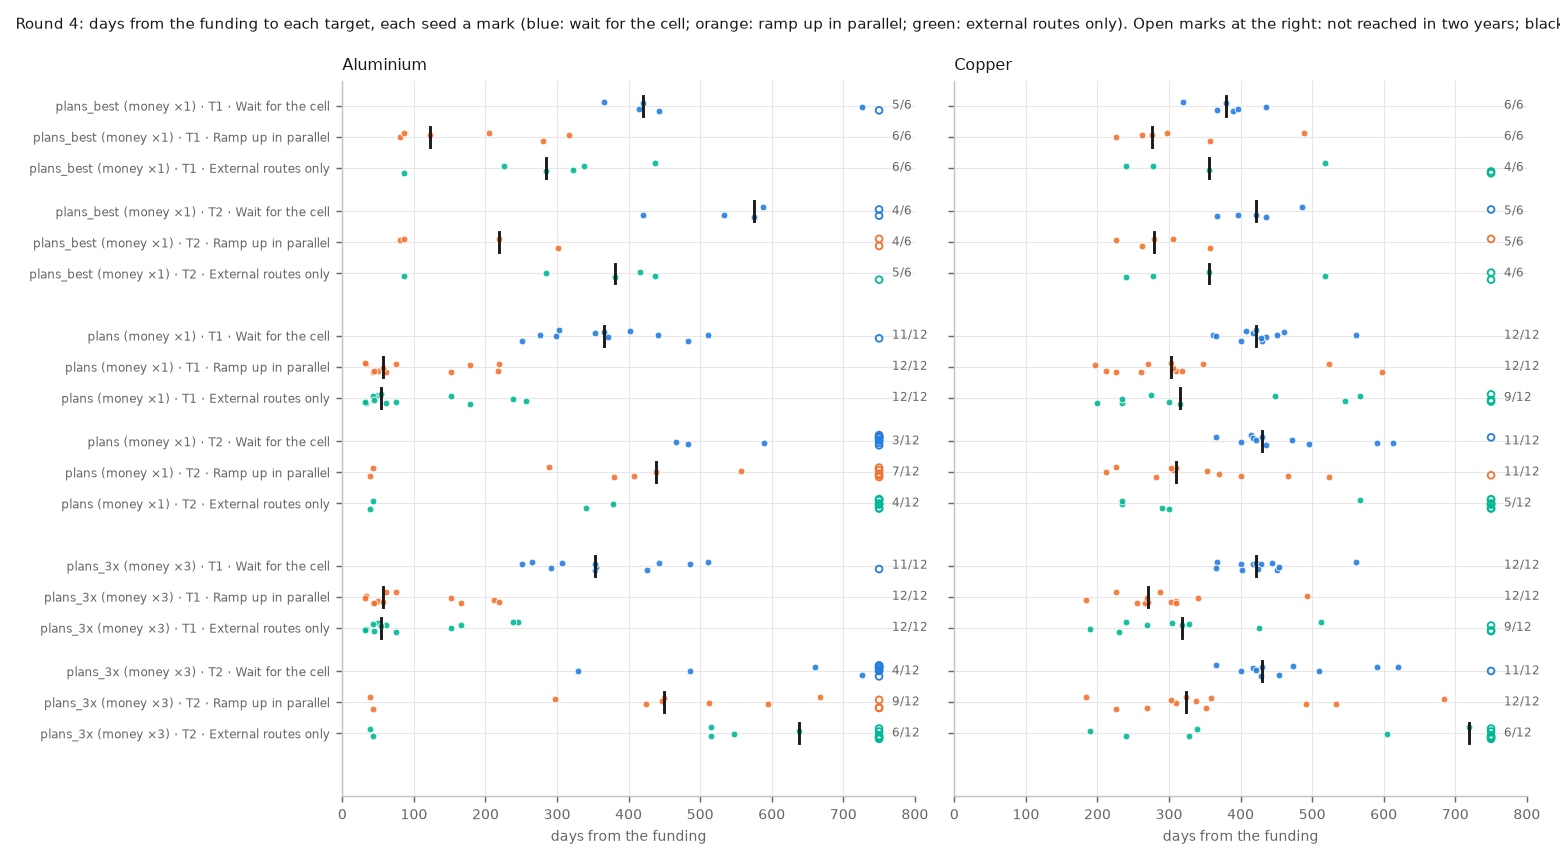 Round 4: days from the funding to each target, each seed a mark (blue: wait for the cell; orange: ramp up in parallel; green: external routes only). Open marks at the right: not reached in two years; black
Aluminium
Copper
plans_best (money ×1) · T1 · Wait for the cell 5/6 6/6
plans_best (money ×1) · T1 · Ramp up in parallel 6/6 6/6
plans_best (money ×1) · T1 · External routes only 6/6 4/6
plans_best (money ×1) · T2 · Wait for the cell 4/6 5/6
plans_best (money ×1) · T2 · Ramp up in parallel 4/6 5/6
plans_best (money ×1) · T2 · External routes only 5/6 4/6
plans (money ×1) · T1 · Wait for the cell 11/12 12/12
plans (money ×1) · T1 · Ramp up in parallel 12/12 12/12
plans (money ×1) · T1 · External routes only 12/12 9/12
plans (money ×1) · T2 · Wait for the cell 3/12 11/12
plans (money ×1) · T2 · Ramp up in parallel 7/12 11/12
plans (money ×1) · T2 · External routes only 4/12 5/12
plans_3x (money ×3) · T1 · Wait for the cell 11/12 12/12
plans_3x (money ×3) · T1 · Ramp up in parallel 12/12 12/12
plans_3x (money ×3) · T1 · External routes only 12/12 9/12
plans_3x (money ×3) · T2 · Wait for the cell 4/12 11/12
plans_3x (money ×3) · T2 · Ramp up in parallel 9/12 12/12
plans_3x (money ×3) · T2 · External routes only 6/12 6/12
0 100 200 300 400 500 600 700 800
0 100 200 300 400 500 600 700 800
days from the funding
days from the funding